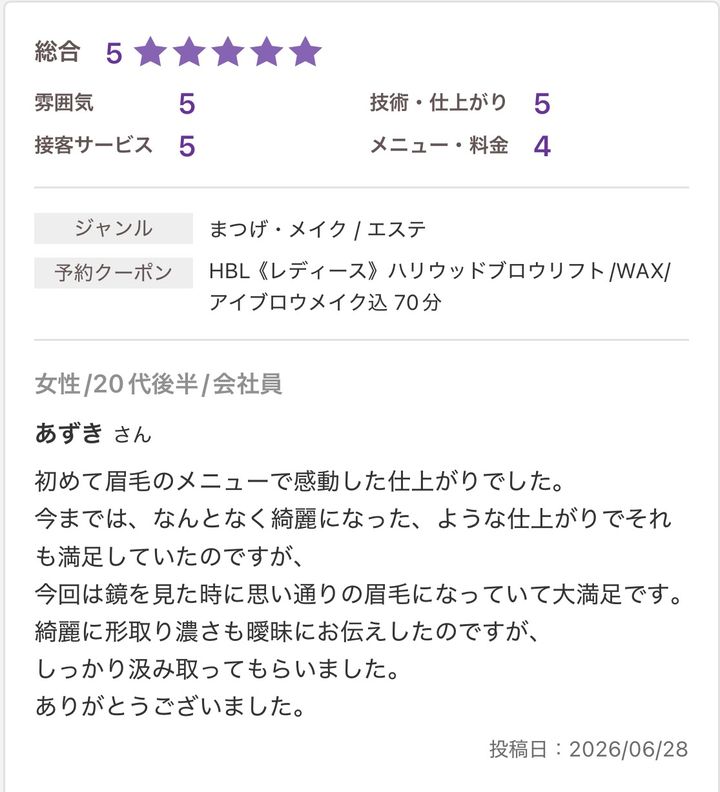 総合 5 ★★★★★
雰囲気 5 技術・仕上がり 5
接客サービス 5 メニュー・料金 4
ジャンル まつげ・メイク / エステ
予約クーポン HBL《レディース》ハリウッドブロウリフト/WAX/
アイブロウメイク込 70分
女性/20代後半/会社員
あずき さん
初めて眉毛のメニューで感動した仕上がりでした。
今までは、なんとなく綺麗になった、ような仕上がりでそれ
も満足していたのですが、
今回は鏡を見た時に思い通りの眉毛になっていて大満足です。
綺麗に形取り濃さも曖昧にお伝えしたのですが、
しっかり汲み取ってもらいました。
ありがとうございました。
投稿日：2026/06/28